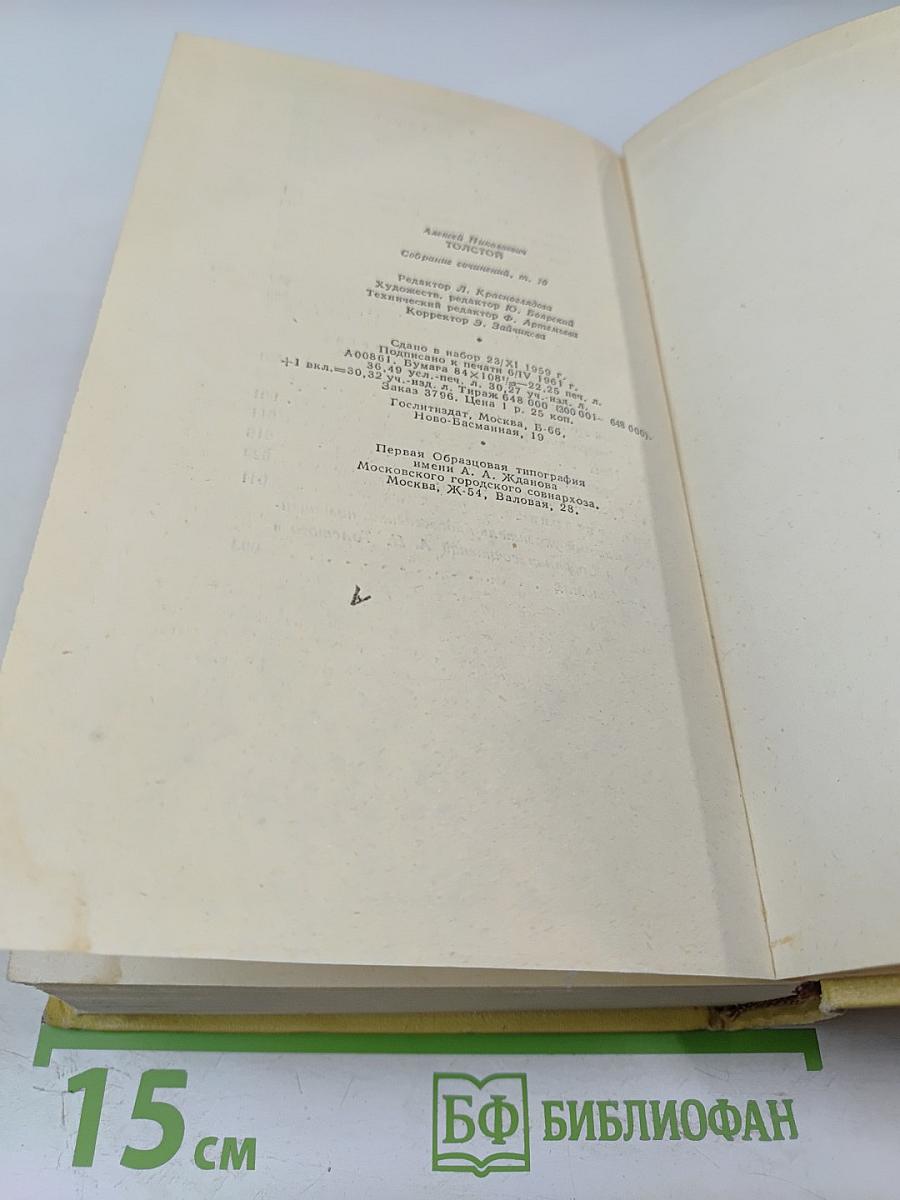 Алексей Николаевич
ТОЛСТОЙ
Собрание сочинений, т. 10
Редактор Л. Красноглядова
Художеств. редактор Ю. Боярский
Технический редактор Ф. Артемьева
Корректор Э. Зайчикова
Сдано в набор 23/XI 1959 г.
Подписано к печати 6/IV 1961 г.
А00861. Бумага 84×108¹/₃₂—22,25 печ. л.
36,49 усл.-печ. л. 30,27 уч.-изд. л.
+1 вкл.=30,32 уч.-изд. л. Тираж 648 000 (300 001—648 000).
Заказ 3796. Цена 1 р. 25 коп.
Гослитиздат, Москва, Б-66,
Ново-Басманная, 19
Первая Образцовая типография
имени А. А. Жданова
Московского городского совнархоза.
Москва, Ж-54, Валовая, 28.
15 см
БФ БИБЛИОФАН